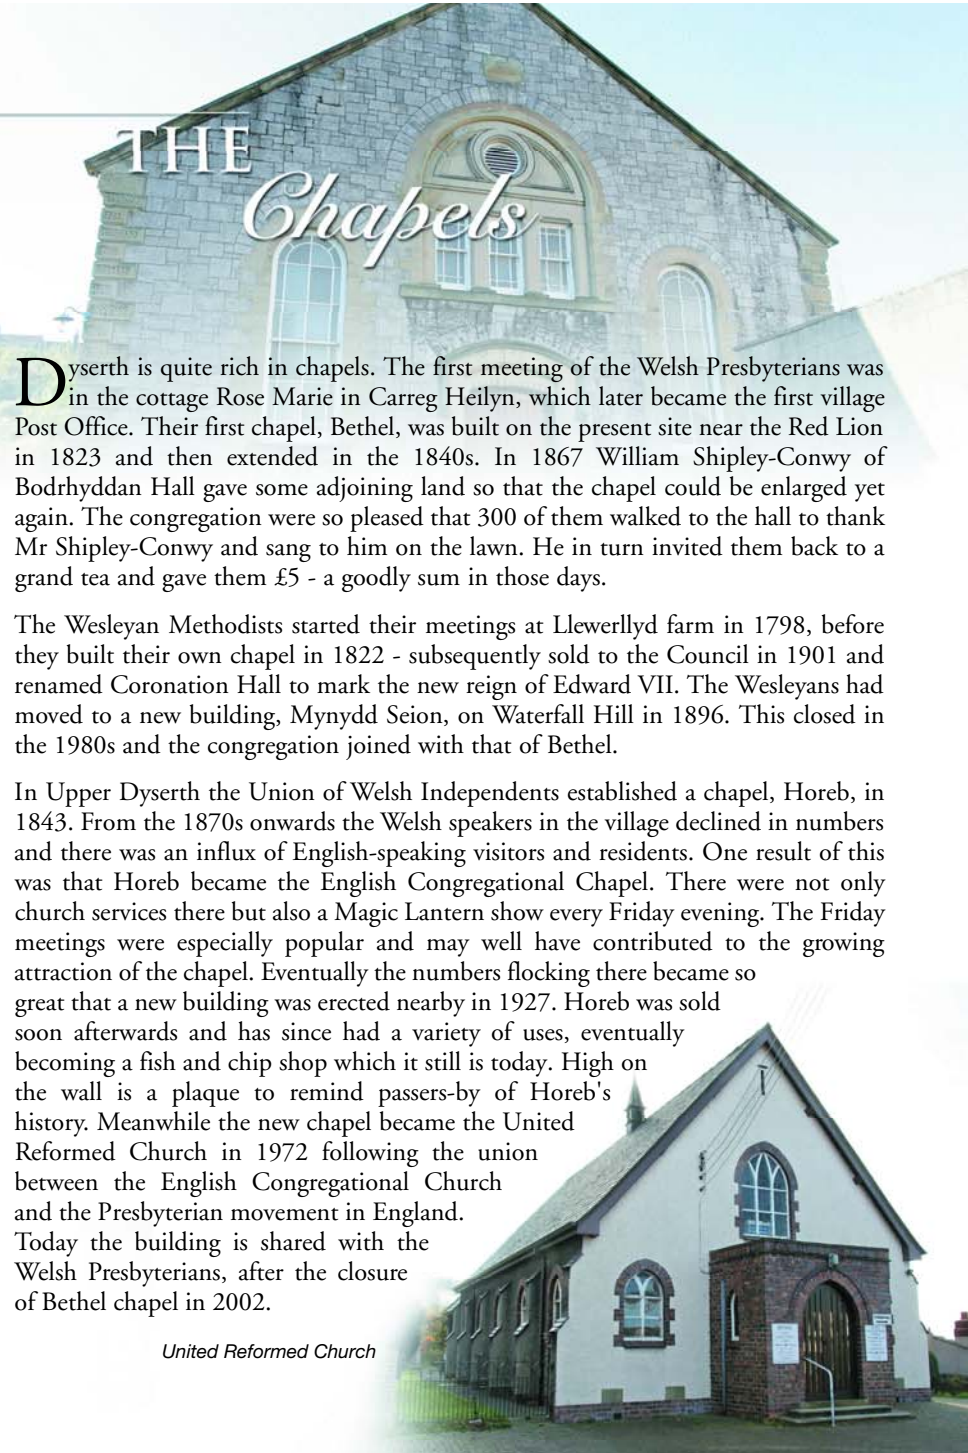 THE
Chapels
Dyserth is quite rich in chapels. The first meeting of the Welsh Presbyterians was
in the cottage Rose Marie in Carreg Heilyn, which later became the first village
Post Office. Their first chapel, Bethel, was built on the present site near the Red Lion
in 1823 and then extended in the 1840s. In 1867 William Shipley-Conwy of
Bodrhyddan Hall gave some adjoining land so that the chapel could be enlarged yet
again. The congregation were so pleased that 300 of them walked to the hall to thank
Mr Shipley-Conwy and sang to him on the lawn. He in turn invited them back to a
grand tea and gave them £5 - a goodly sum in those days.
The Wesleyan Methodists started their meetings at Llewerllyd farm in 1798, before
they built their own chapel in 1822 - subsequently sold to the Council in 1901 and
renamed Coronation Hall to mark the new reign of Edward VII. The Wesleyans had
moved to a new building, Mynydd Seion, on Waterfall Hill in 1896. This closed in
the 1980s and the congregation joined with that of Bethel.
In Upper Dyserth the Union of Welsh Independents established a chapel, Horeb, in
1843. From the 1870s onwards the Welsh speakers in the village declined in numbers
and there was an influx of English-speaking visitors and residents. One result of this
was that Horeb became the English Congregational Chapel. There were not only
church services there but also a Magic Lantern show every Friday evening. The Friday
meetings were especially popular and may well have contributed to the growing
attraction of the chapel. Eventually the numbers flocking there became so
great that a new building was erected nearby in 1927. Horeb was sold
soon afterwards and has since had a variety of uses, eventually
becoming a fish and chip shop which it still is today. High on
the wall is a plaque to remind passers-by of Horeb's
history. Meanwhile the new chapel became the United
Reformed Church in 1972 following the union
between the English Congregational Church
and the Presbyterian movement in England.
Today the building is shared with the
Welsh Presbyterians, after the closure
of Bethel chapel in 2002.
United Reformed Church